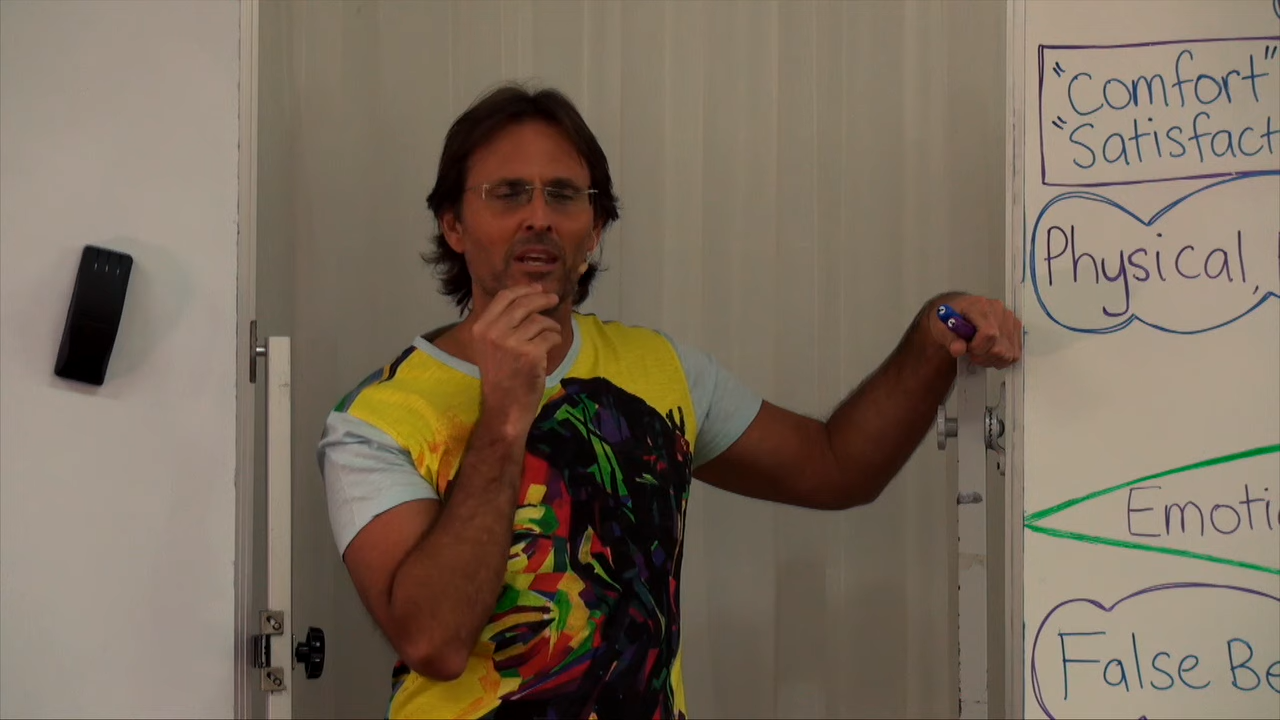 "Comfort"
"Satisfact
Physical,
Emoti
False Be